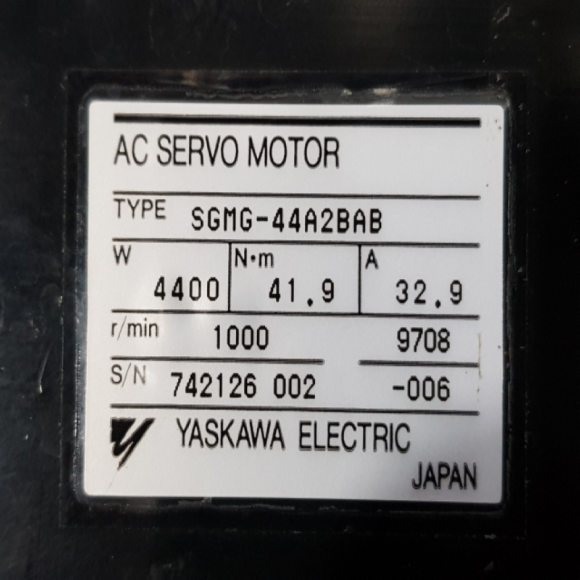 AC SERVO MOTOR
TYPE SGMG-44A2BAB
W N·m A
4400 41.9 32.9
r/min 1000 9708
S/N 742126 002 -006
YASKAWA ELECTRIC
JAPAN